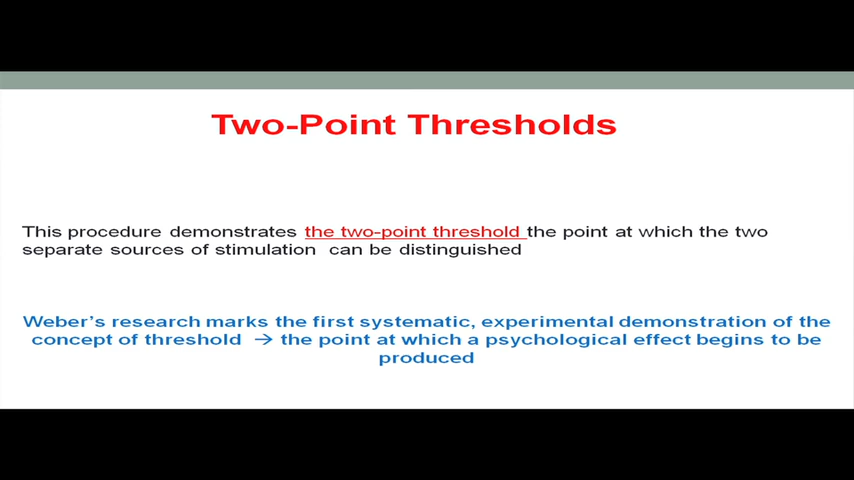 Two-Point Thresholds
This procedure demonstrates the two-point threshold the point at which the two
separate sources of stimulation can be distinguished
Weber's research marks the first systematic, experimental demonstration of the
concept of threshold → the point at which a psychological effect begins to be
produced